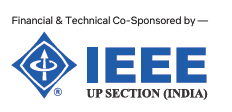 Financial & Technical Co-Sponsored by —
IEEE
®
UP SECTION (INDIA)